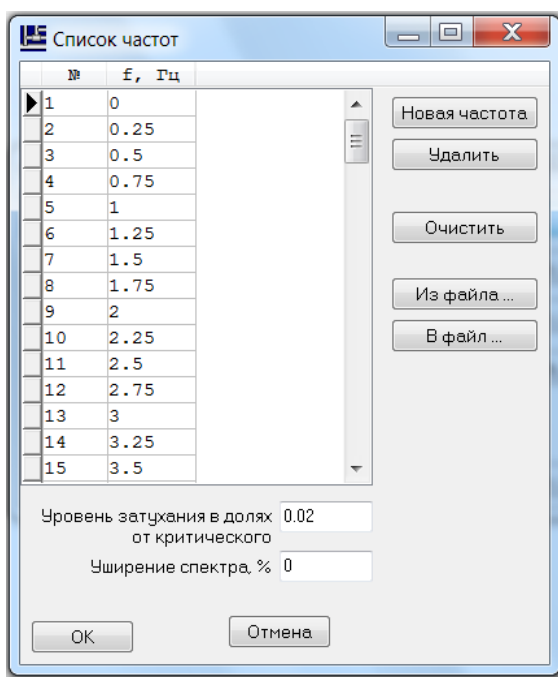 Список частот
№ f, Гц
1 0
2 0.25
3 0.5
4 0.75
5 1
6 1.25
7 1.5
8 1.75
9 2
10 2.25
11 2.5
12 2.75
13 3
14 3.25
15 3.5
Новая частота
Удалить
Очистить
Из файла ...
В файл ...
Уровень затухания в долях 0.02
от критического
Уширение спектра, % 0
OK
Отмена